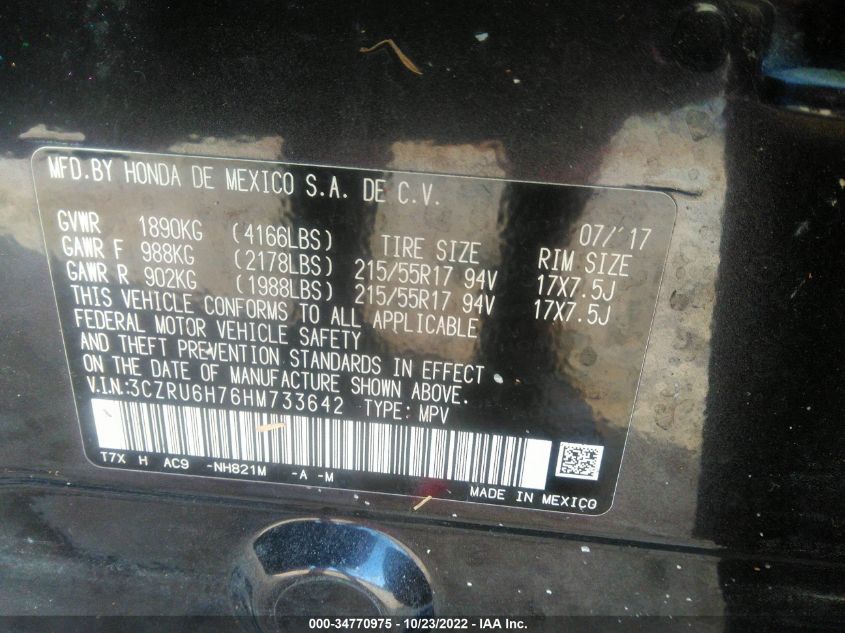 MFD.BY HONDA DE MEXICO S.A. DE C.V.
07/'17
GVWR 1890KG (4166LBS) TIRE SIZE RIM SIZE
GAWR F 988KG (2178LBS) 215/55R17 94V 17X7.5J
GAWR R 902KG (1988LBS) 215/55R17 94V 17X7.5J
THIS VEHICLE CONFORMS TO ALL APPLICABLE
FEDERAL MOTOR VEHICLE SAFETY
AND THEFT PREVENTION STANDARDS IN EFFECT
ON THE DATE OF MANUFACTURE SHOWN ABOVE.
V.I.N:3CZRU6H76HM733642 TYPE: MPV
T7X H AC9 -NH821M -A -M
MADE IN MEXICO
000-34770975 - 10/23/2022 - IAA Inc.